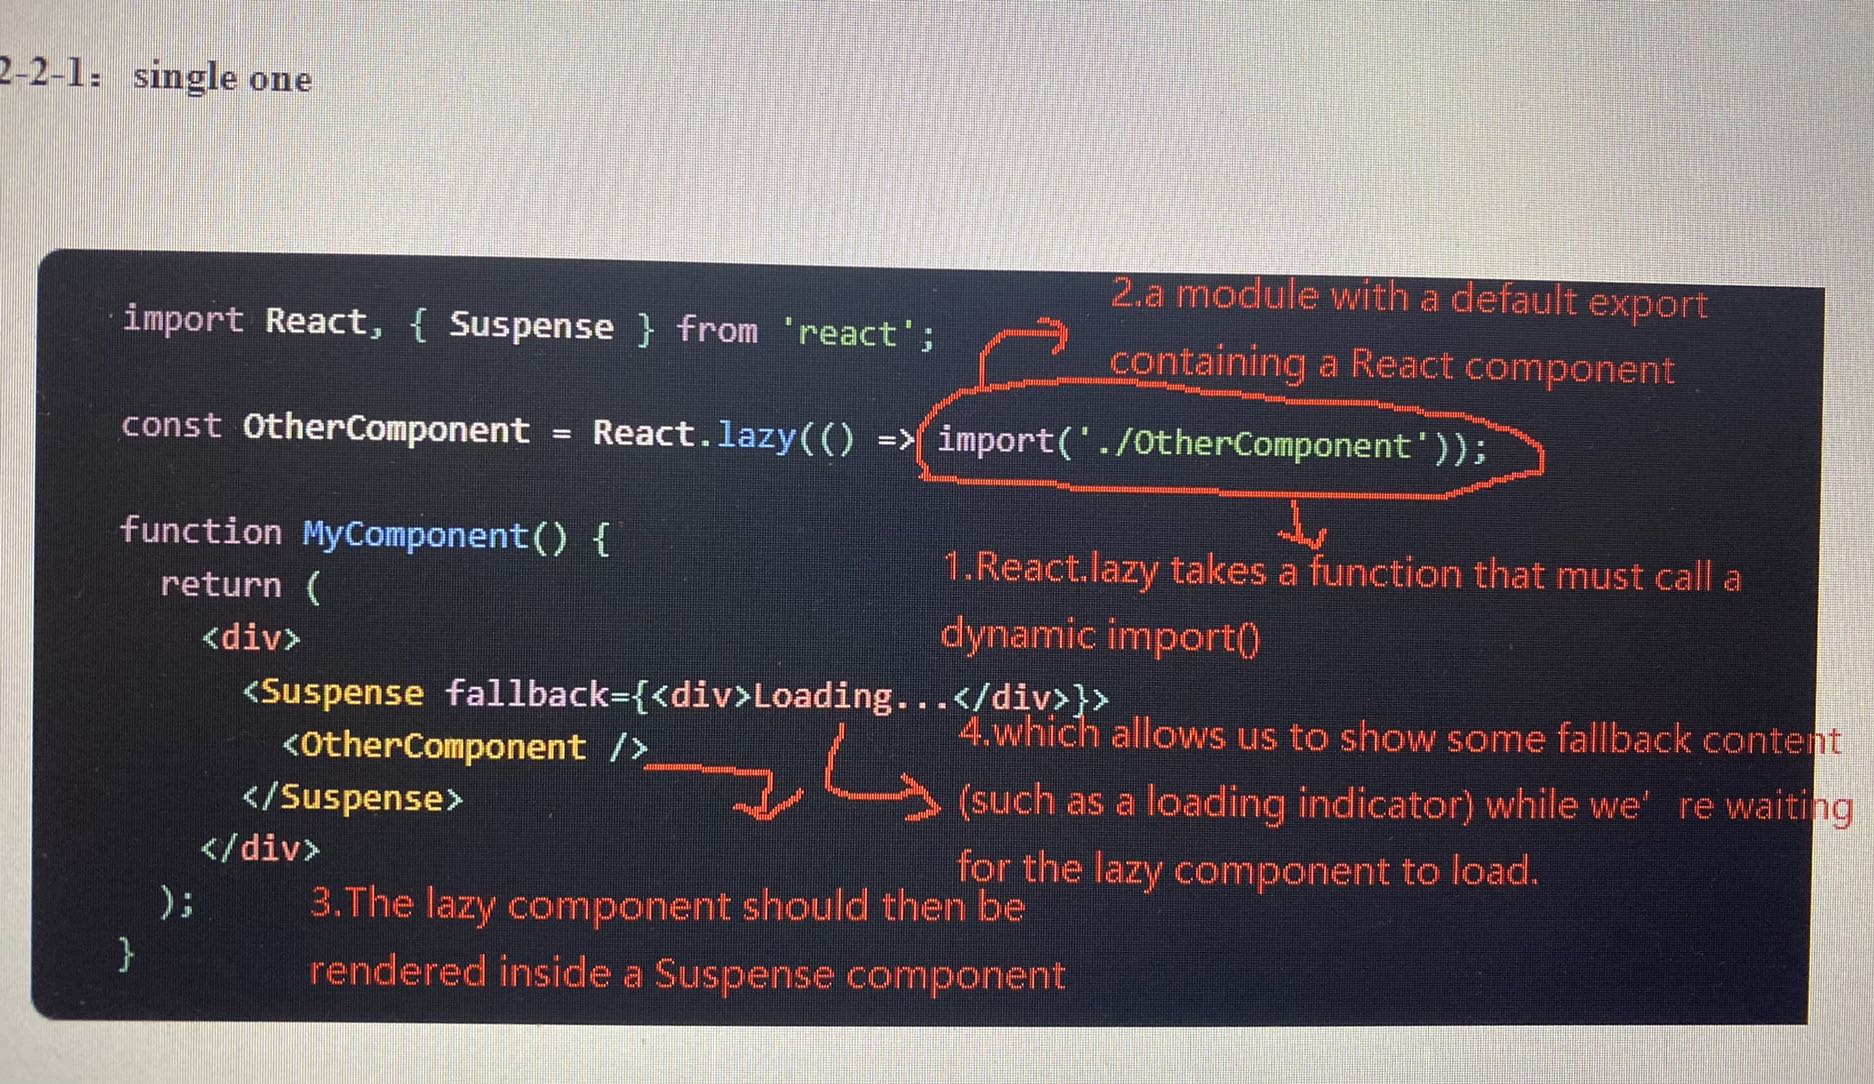 2-2-1: single one
2.a module with a default export
import React, { Suspense } from 'react';
containing a React component
const OtherComponent = React.lazy(() => import('./OtherComponent'));
function MyComponent() {
1.React.lazy takes a function that must call a
return (
dynamic import()
<div>
<Suspense fallback={<div>Loading...</div>}>
4.which allows us to show some fallback content
<OtherComponent />
(such as a loading indicator) while we' re waiting
</Suspense>
for the lazy component to load.
</div>
);
3.The lazy component should then be
}
rendered inside a Suspense component